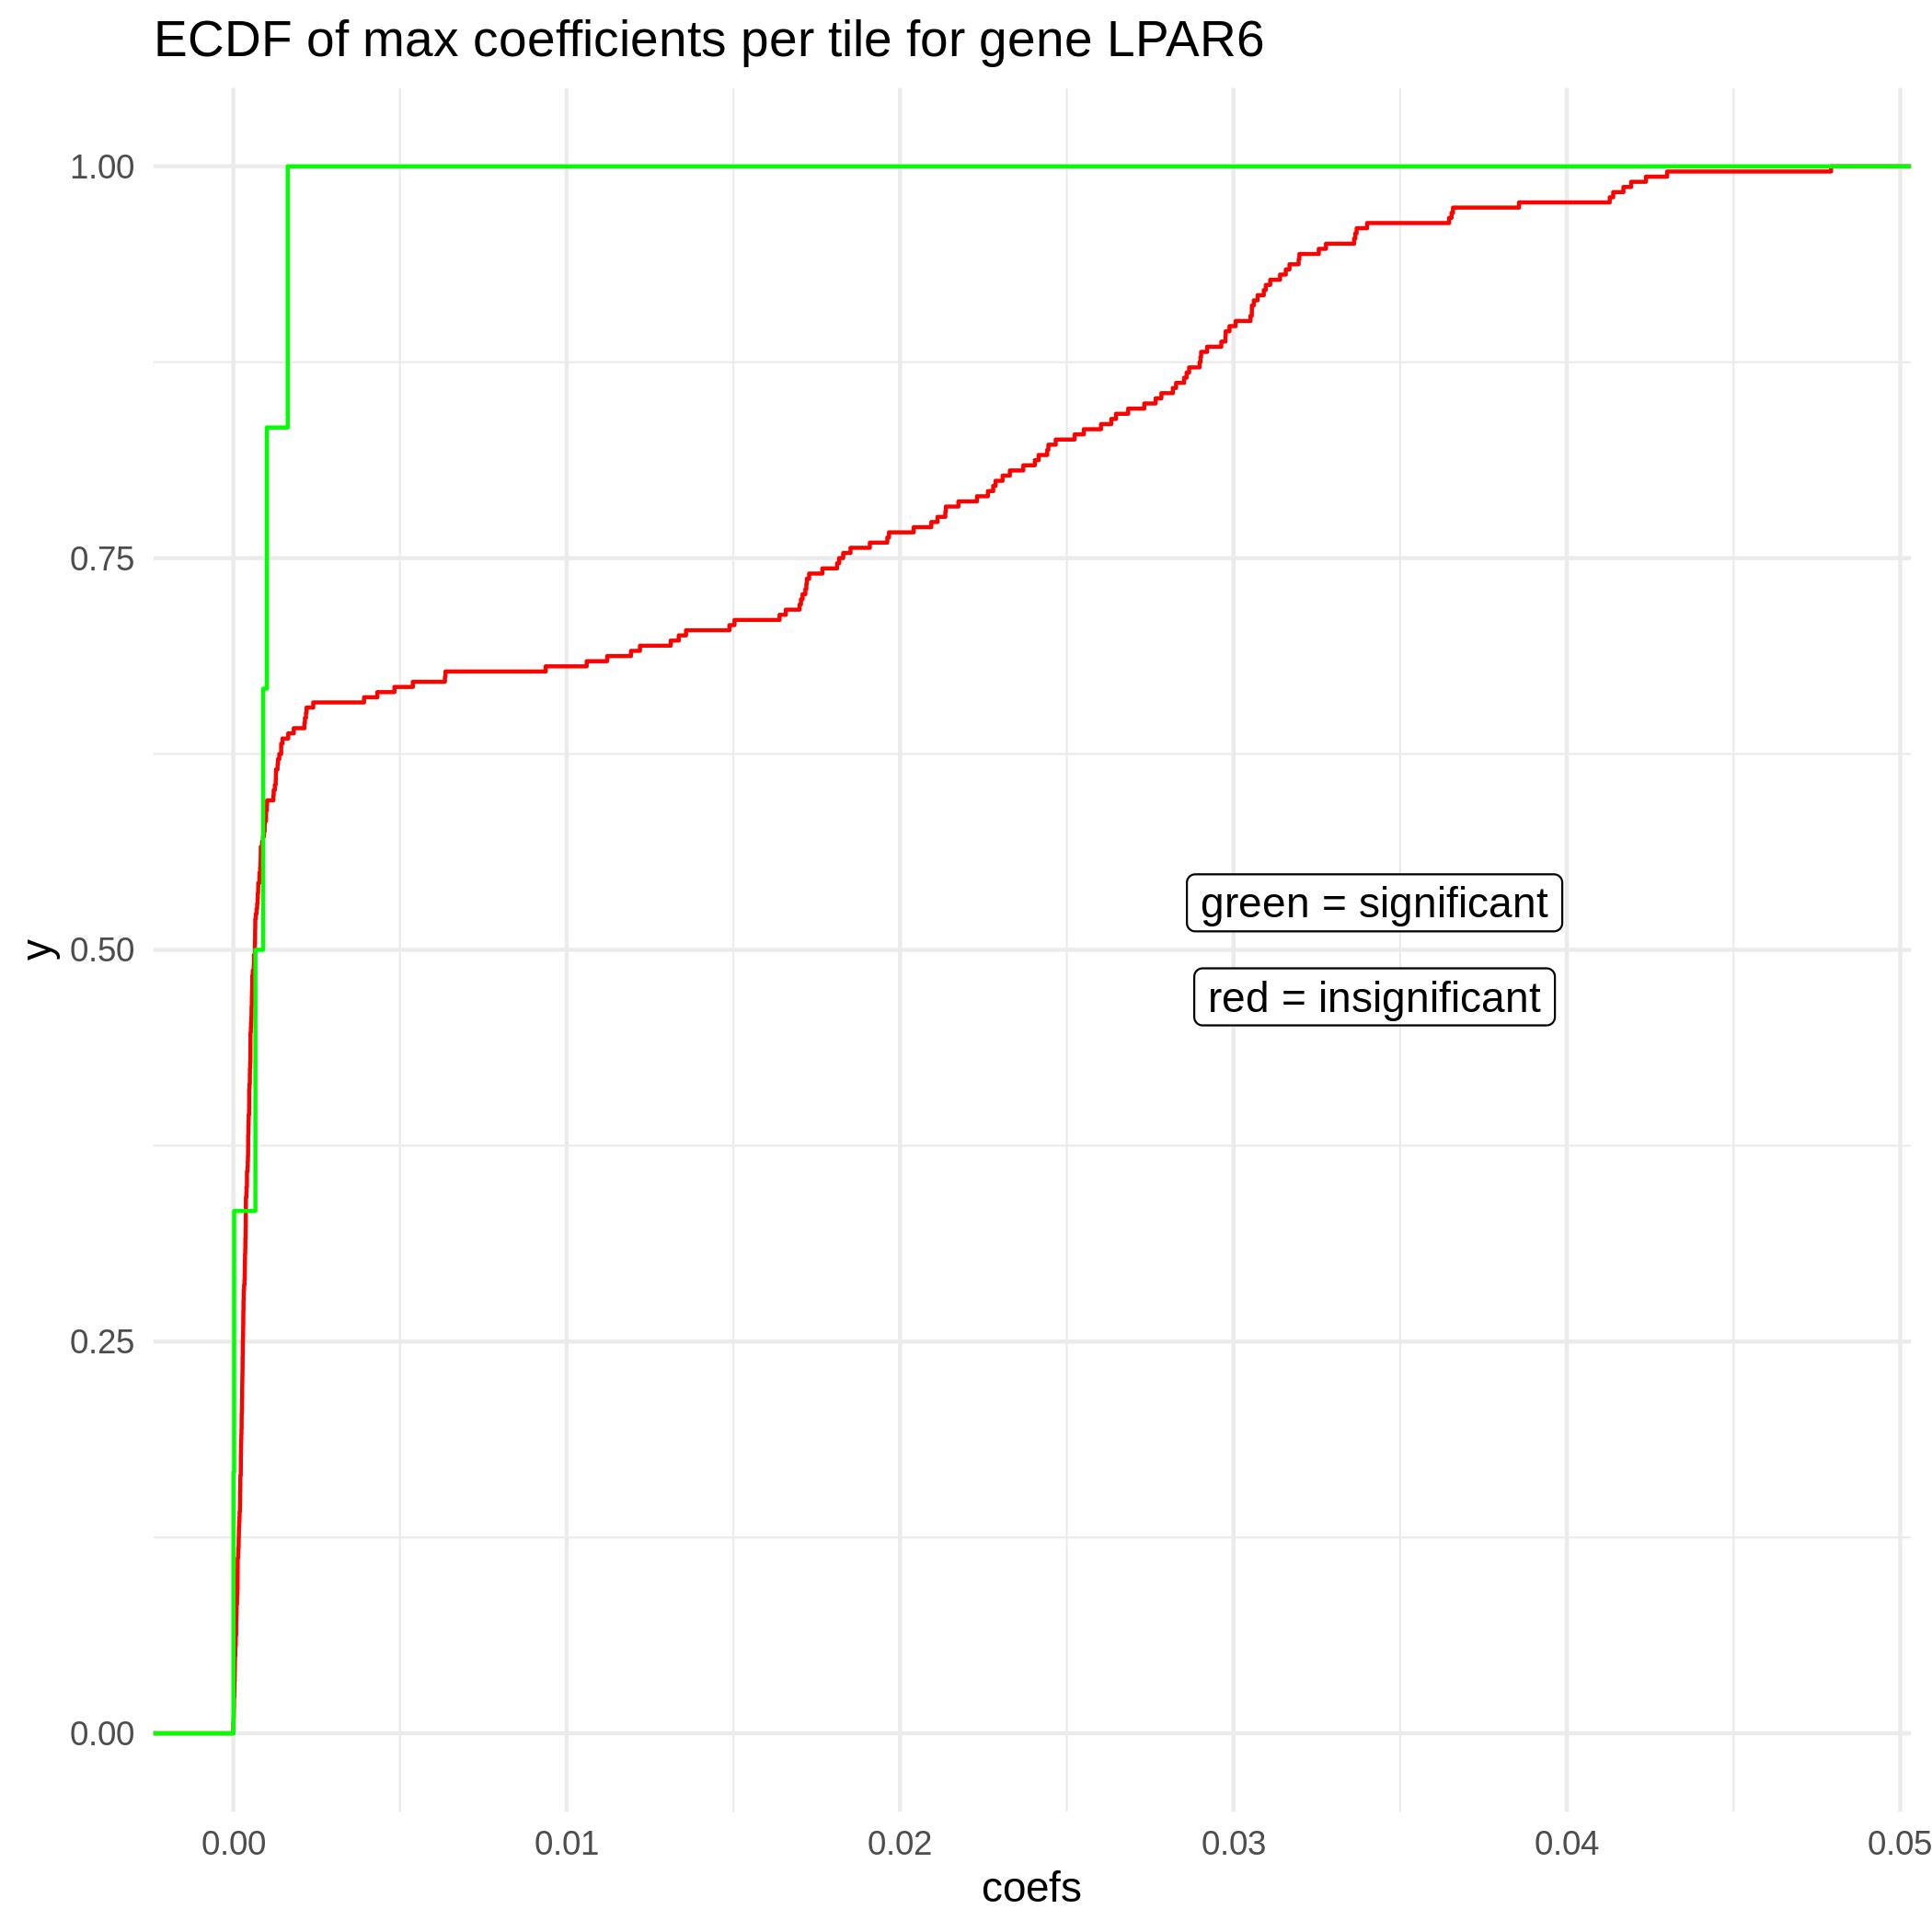 ECDF of max coefficients per tile for gene LPAR6
1.00
0.75
0.50
0.25
0.00
y
green = significant
red = insignificant
0.00 0.01 0.02 0.03 0.04 0.05
coefs